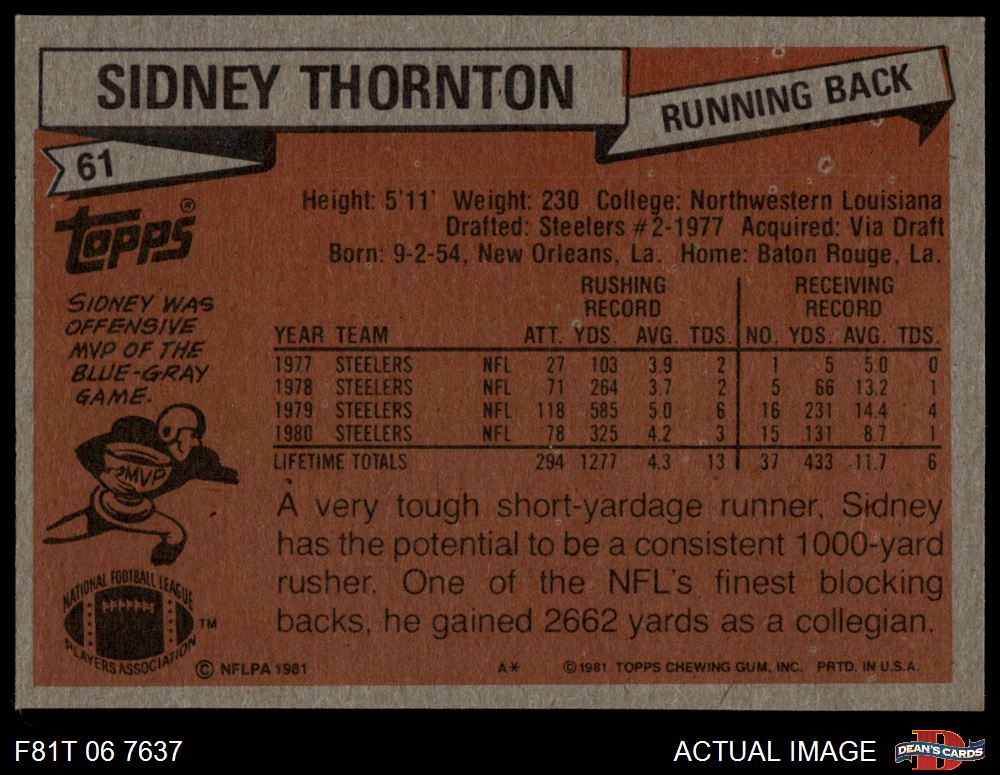 SIDNEY THORNTON
RUNNING BACK
61
topps®
Height: 5'11' Weight: 230 College: Northwestern Louisiana
Drafted: Steelers #2-1977 Acquired: Via Draft
Born: 9-2-54, New Orleans, La. Home: Baton Rouge, La.
SIDNEY WAS
OFFENSIVE
MVP OF THE
BLUE-GRAY
GAME.
MVP
RUSHING RECEIVING
RECORD RECORD
YEAR TEAM ATT. YDS. AVG. TDS NO. YDS. AVG. TDS.
1977 STEELERS NFL 27 103 3.9 2 1 5 5.0 0
1978 STEELERS NFL 71 264 3.7 2 5 66 13.2 1
1979 STEELERS NFL 118 585 5.0 6 16 231 14.4 4
1980 STEELERS NFL 78 325 4.2 3 15 131 8.7 1
LIFETIME TOTALS 294 1277 4.3 13 37 433 11.7 6
A very tough short-yardage runner, Sidney
has the potential to be a consistent 1000-yard
rusher. One of the NFL's finest blocking
backs, he gained 2662 yards as a collegian.
NATIONAL FOOTBALL LEAGUE
PLAYERS ASSOCIATION
TM
© NFLPA 1981 A* ©1981 TOPPS CHEWING GUM, INC. PRTD. IN U.S.A.
F81T 06 7637
ACTUAL IMAGE
D
DEAN'S CARDS